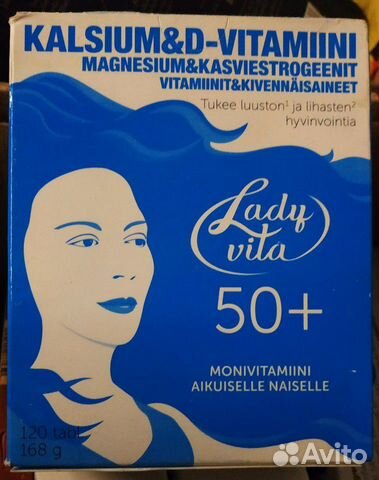 KALSIUM&D-VITAMIINI
MAGNESIUM&KASVIESTROGEENIT
VITAMIINIT&KIVENNÄISAINEET
Tukee luuston¹ ja lihasten²
hyvinvointia
Lady
vita
50+
MONIVITAMIINI
AIKUISELLE NAISELLE
120 tabl.
168 g
Avito